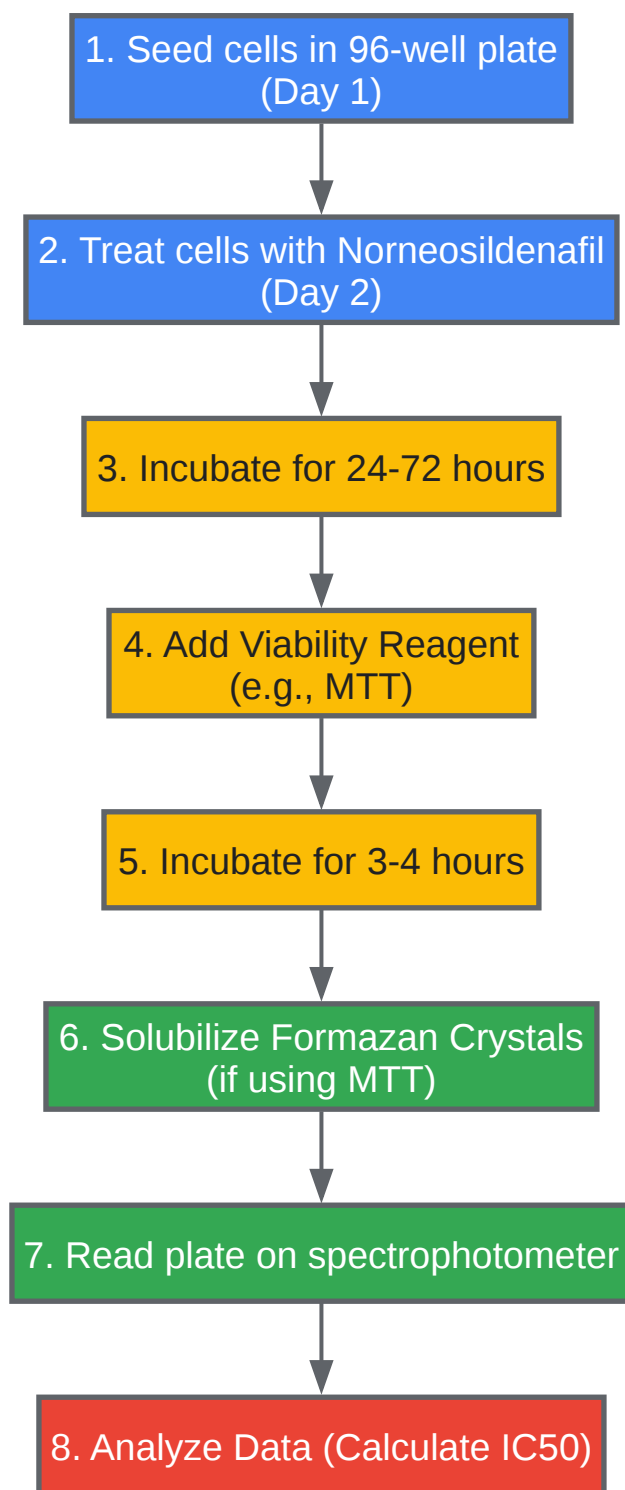 1. Seed cells in 96-well plate
(Day 1)
2. Treat cells with Norneosildenafil
(Day 2)
3. Incubate for 24-72 hours
4. Add Viability Reagent
(e.g., MTT)
5. Incubate for 3-4 hours
6. Solubilize Formazan Crystals
(if using MTT)
7. Read plate on spectrophotometer
8. Analyze Data (Calculate IC50)